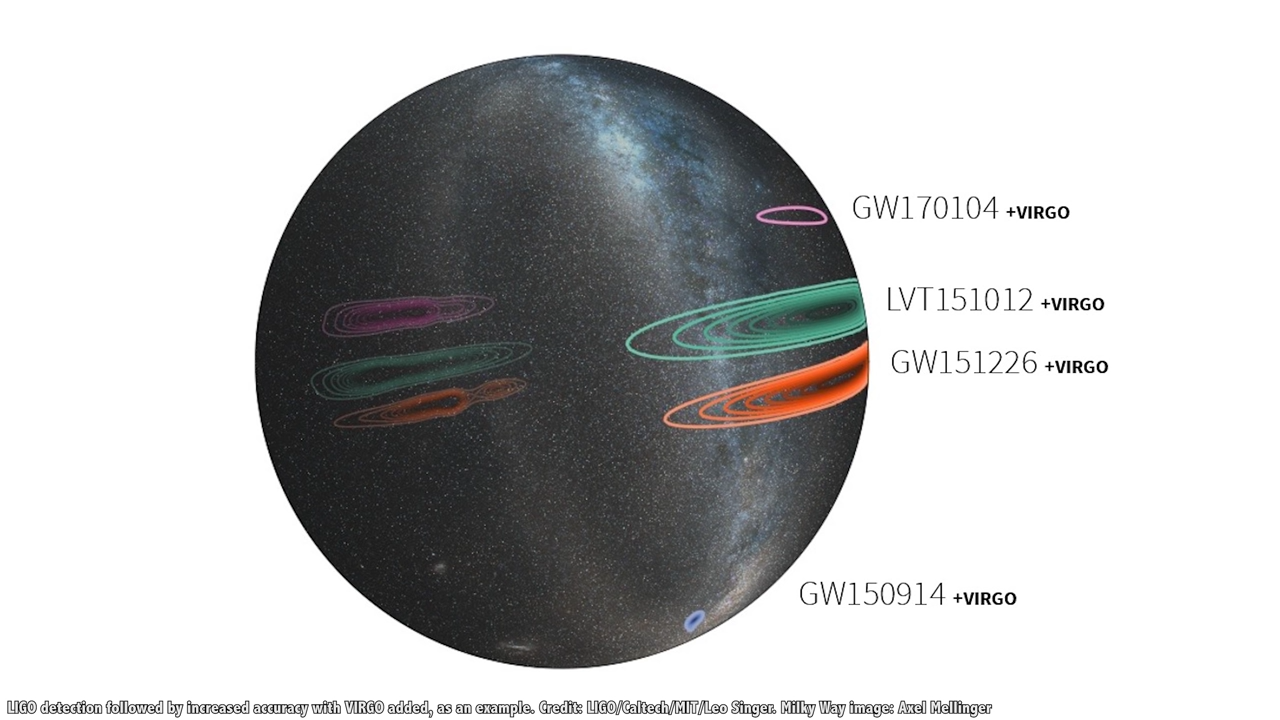 GW170104 +VIRGO
LVT151012 +VIRGO
GW151226 +VIRGO
GW150914 +VIRGO
LIGO detection followed by increased accuracy with VIRGO added, as an example. Credit: LIGO/Caltech/MIT/Leo Singer. Milky Way image: Axel Mellinger